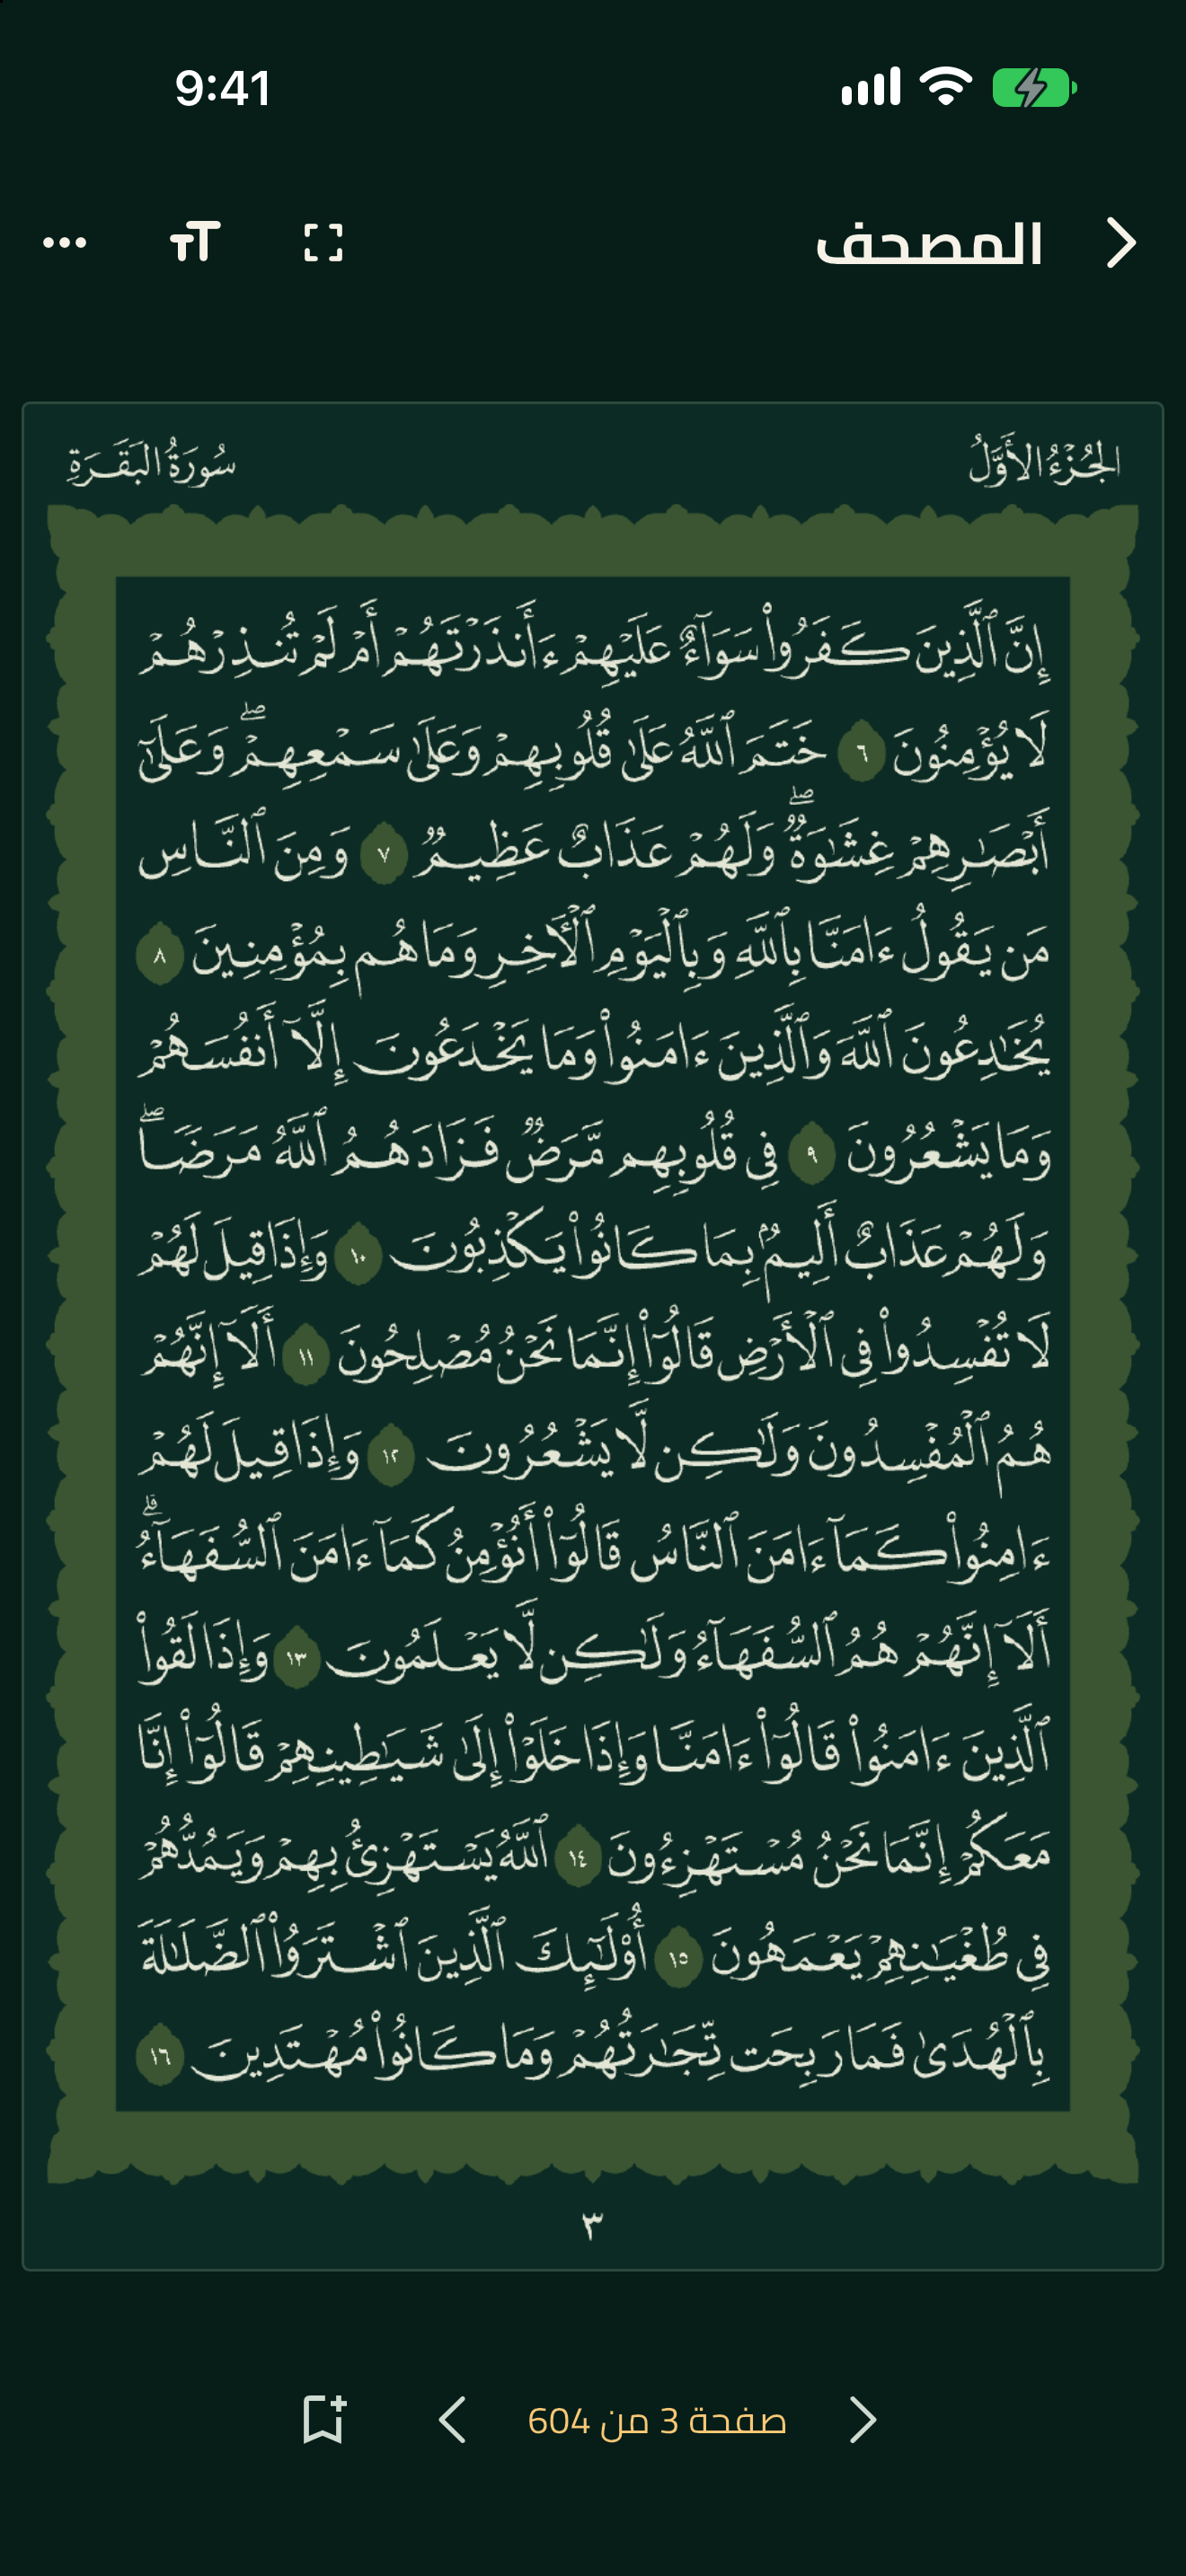 9:41
المصحف
الجُزْءُ الأَوَّلُ
سُورَةُ البَقَرَةِ
إِنَّ ٱلَّذِينَ كَفَرُواْ سَوَآءٌ عَلَيْهِمْ ءَأَنذَرْتَهُمْ أَمْ لَمْ تُنذِرْهُمْ
لَا يُؤْمِنُونَ ٦ خَتَمَ ٱللَّهُ عَلَىٰ قُلُوبِهِمْ وَعَلَىٰ سَمْعِهِمْۖ وَعَلَىٰٓ
أَبْصَٰرِهِمْ غِشَٰوَةٌۖ وَلَهُمْ عَذَابٌ عَظِيمٌ ٧ وَمِنَ ٱلنَّاسِ
مَن يَقُولُ ءَامَنَّا بِٱللَّهِ وَبِٱلْيَوْمِ ٱلْأٓخِرِ وَمَا هُم بِمُؤْمِنِينَ ٨
يُخَٰدِعُونَ ٱللَّهَ وَٱلَّذِينَ ءَامَنُواْ وَمَا يَخْدَعُونَ إِلَّآ أَنفُسَهُمْ
وَمَا يَشْعُرُونَ ٩ فِى قُلُوبِهِم مَّرَضٌ فَزَادَهُمُ ٱللَّهُ مَرَضًاۖ
وَلَهُمْ عَذَابٌ أَلِيمُۢ بِمَا كَانُواْ يَكْذِبُونَ ١٠ وَإِذَا قِيلَ لَهُمْ
لَا تُفْسِدُواْ فِى ٱلْأَرْضِ قَالُوٓاْ إِنَّمَا نَحْنُ مُصْلِحُونَ ١١ أَلَآ إِنَّهُمْ
هُمُ ٱلْمُفْسِدُونَ وَلَٰكِن لَّا يَشْعُرُونَ ١٢ وَإِذَا قِيلَ لَهُمْ
ءَامِنُواْ كَمَآ ءَامَنَ ٱلنَّاسُ قَالُوٓاْ أَنُؤْمِنُ كَمَآ ءَامَنَ ٱلسُّفَهَآءُۗ
أَلَآ إِنَّهُمْ هُمُ ٱلسُّفَهَآءُ وَلَٰكِن لَّا يَعْلَمُونَ ١٣ وَإِذَا لَقُواْ
ٱلَّذِينَ ءَامَنُواْ قَالُوٓاْ ءَامَنَّا وَإِذَا خَلَوْاْ إِلَىٰ شَيَٰطِينِهِمْ قَالُوٓاْ إِنَّا
مَعَكُمْ إِنَّمَا نَحْنُ مُسْتَهْزِءُونَ ١٤ ٱللَّهُ يَسْتَهْزِئُ بِهِمْ وَيَمُدُّهُمْ
فِى طُغْيَٰنِهِمْ يَعْمَهُونَ ١٥ أُوْلَٰٓئِكَ ٱلَّذِينَ ٱشْتَرَوُاْ ٱلضَّلَٰلَةَ
بِٱلْهُدَىٰ فَمَا رَبِحَت تِّجَٰرَتُهُمْ وَمَا كَانُواْ مُهْتَدِينَ ١٦
٣
صفحة 3 من 604